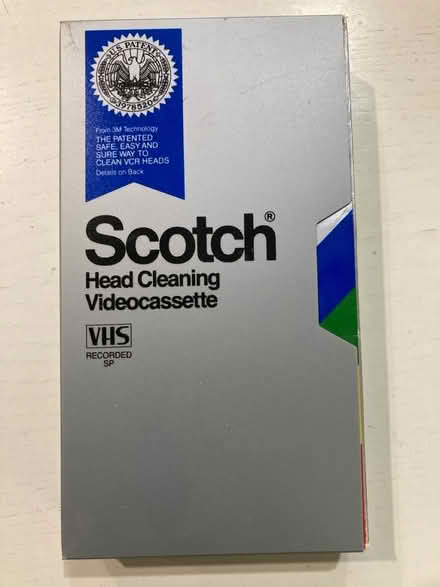 U.S. PATENT
3978520
From 3M Technology
THE PATENTED
SAFE, EASY AND
SURE WAY TO
CLEAN VCR HEADS
Details on Back
Scotch®
Head Cleaning
Videocassette
VHS
RECORDED
SP